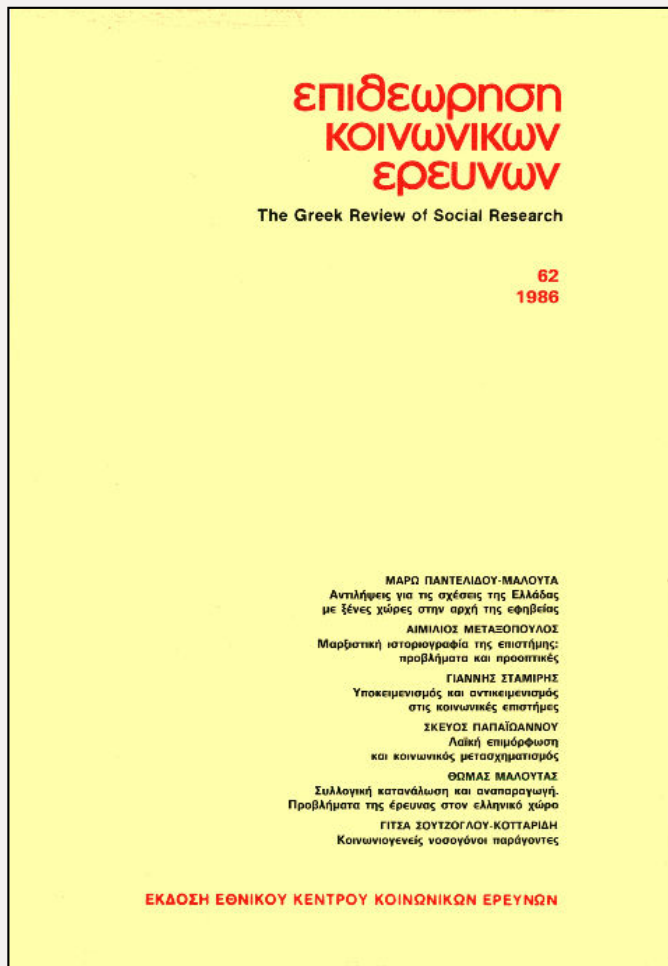 επιθεωρηση
κοινωνικων
ερευνων
The Greek Review of Social Research
62
1986
ΜΑΡΩ ΠΑΝΤΕΛΙΔΟΥ-ΜΑΛΟΥΤΑ
Αντιλήψεις για τις σχέσεις της Ελλάδας
με ξένες χώρες στην αρχή της εφηβείας
ΑΙΜΙΛΙΟΣ ΜΕΤΑΞΟΠΟΥΛΟΣ
Μαρξιστική ιστοριογραφία της επιστήμης:
προβλήματα και προοπτικές
ΓΙΑΝΝΗΣ ΣΤΑΜΙΡΗΣ
Υποκειμενισμός και αντικειμενισμός
στις κοινωνικές επιστήμες
ΣΚΕΥΟΣ ΠΑΠΑΪΩΑΝΝΟΥ
Λαϊκή επιμόρφωση
και κοινωνικός μετασχηματισμός
ΘΩΜΑΣ ΜΑΛΟΥΤΑΣ
Συλλογική κατανάλωση και αναπαραγωγή.
Προβλήματα της έρευνας στον ελληνικό χώρο
ΓΙΤΣΑ ΣΟΥΤΖΟΓΛΟΥ-ΚΟΤΤΑΡΙΔΗ
Κοινωνιογενείς νοσογόνοι παράγοντες
ΕΚΔΟΣΗ ΕΘΝΙΚΟΥ ΚΕΝΤΡΟΥ ΚΟΙΝΩΝΙΚΩΝ ΕΡΕΥΝΩΝ